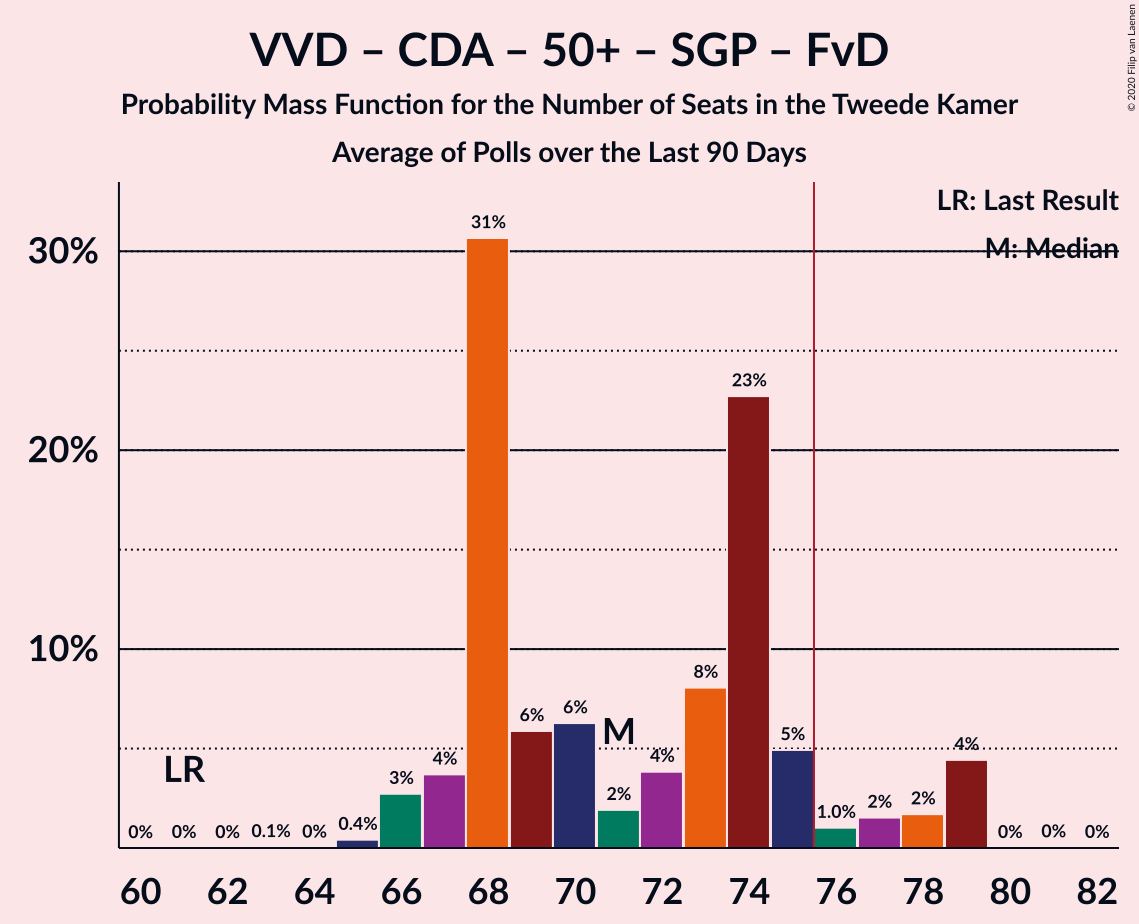 VVD – CDA – 50+ – SGP – FvD
Probability Mass Function for the Number of Seats in the Tweede Kamer
Average of Polls over the Last 90 Days
© 2020 Filip van Laenen
LR: Last Result
M: Median
30%
20%
10%
0% 0% 0% 0.1% 0% 0.4% 3% 4% 31% 6% 6% 2% 4% 8% 23% 5% 1.0% 2% 2% 4% 0% 0% 0%
LR
M
60 62 64 66 68 70 72 74 76 78 80 82